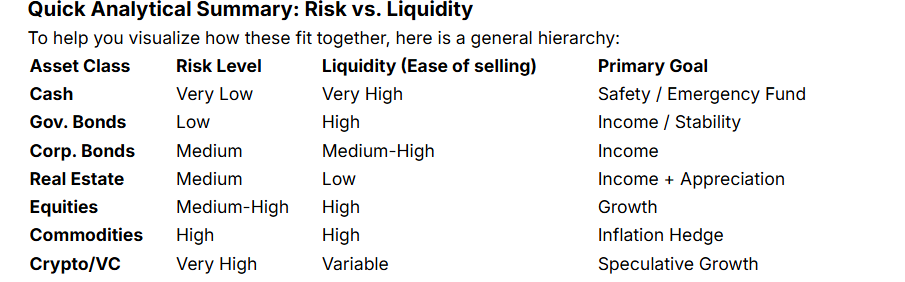 Quick Analytical Summary: Risk vs. Liquidity
To help you visualize how these fit together, here is a general hierarchy:
Asset Class Risk Level Liquidity (Ease of selling) Primary Goal
Cash Very Low Very High Safety / Emergency Fund
Gov. Bonds Low High Income / Stability
Corp. Bonds Medium Medium-High Income
Real Estate Medium Low Income + Appreciation
Equities Medium-High High Growth
Commodities High High Inflation Hedge
Crypto/VC Very High Variable Speculative Growth